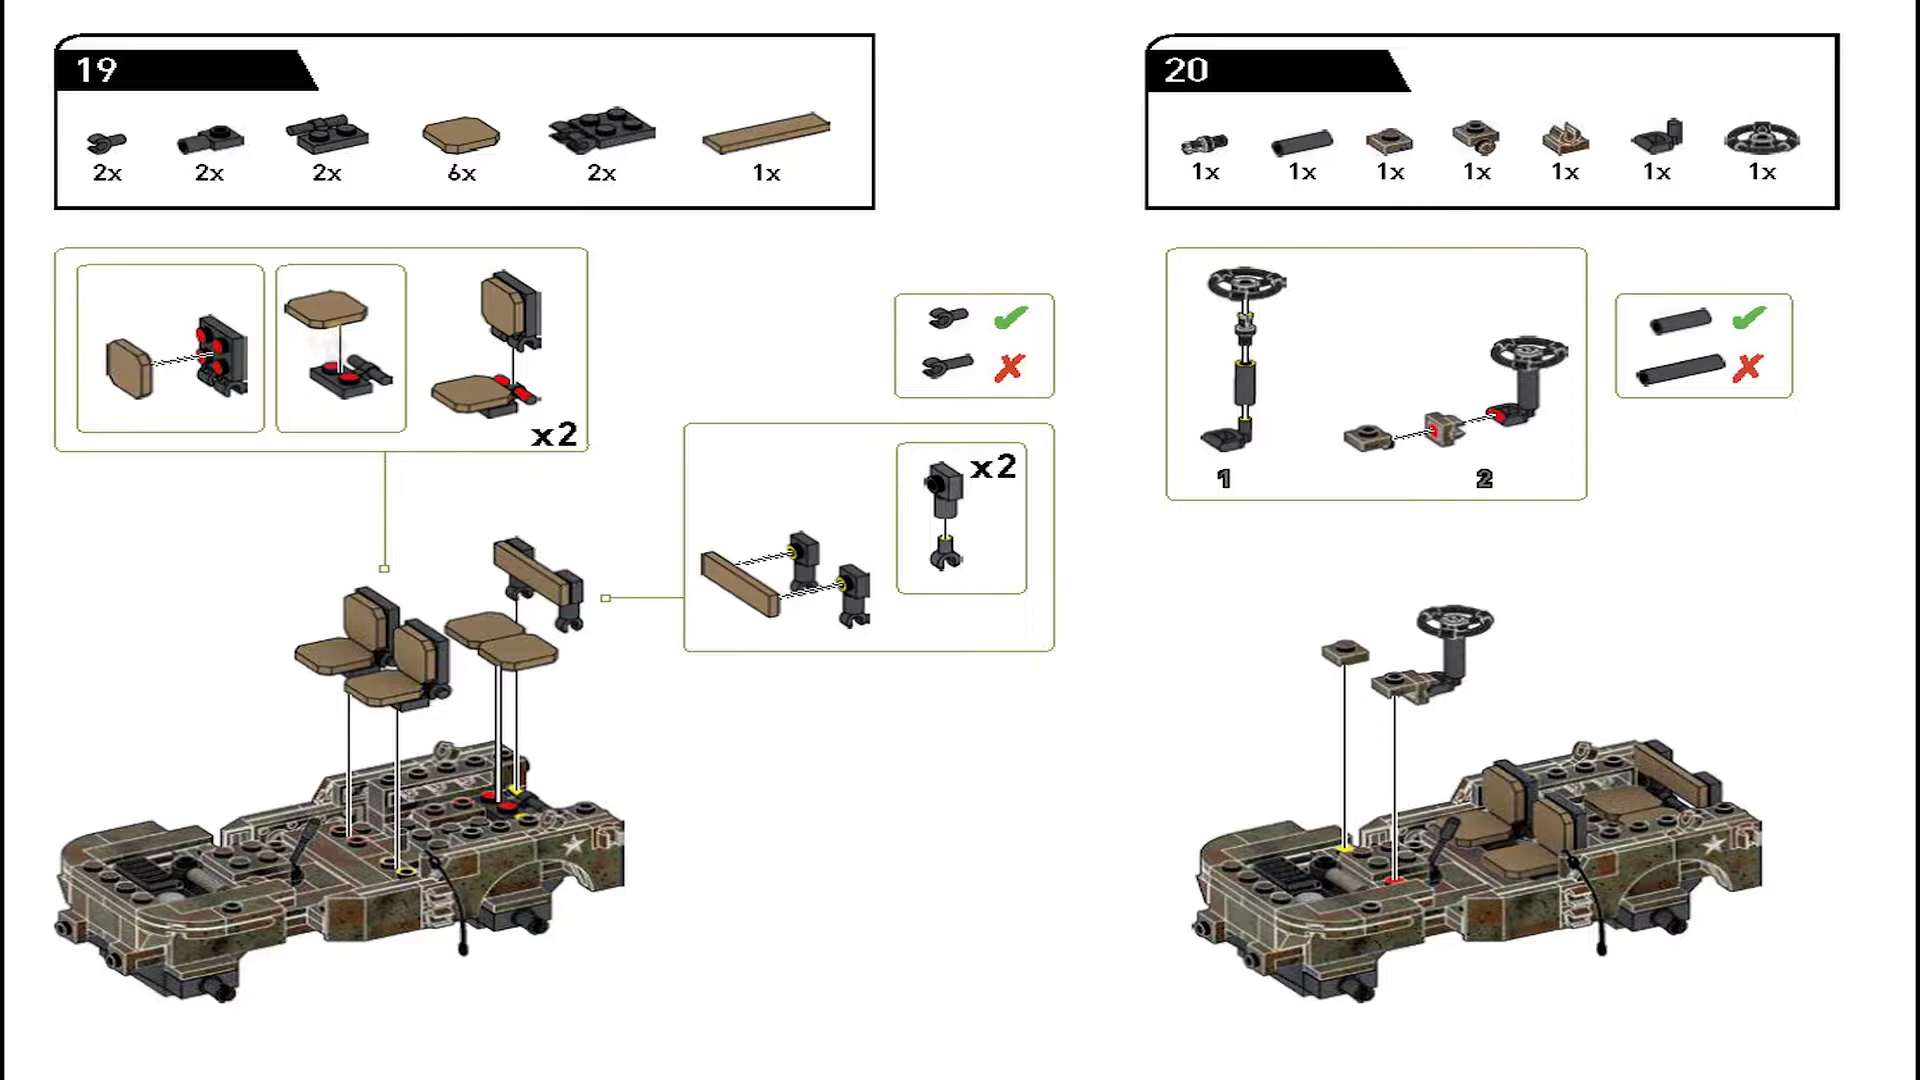 19
2x 2x 2x 6x 2x 1x
x2
x2
20
1x 1x 1x 1x 1x 1x 1x
1 2